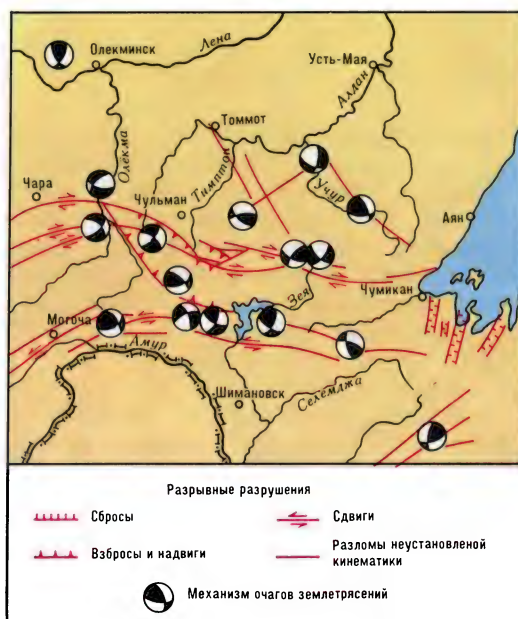 Лена
Олекминск
Усть-Мая
Алдан
Томмот
Олёкма
Тимптон
Учур
Чара
Чульман
Аян
Зея
Чумикан
Могоча
Амур
Шимановск
Селемджа
Разрывные разрушения
Сбросы
Сдвиги
Взбросы и надвиги
Разломы неустановленой
кинематики
Механизм очагов землетрясений